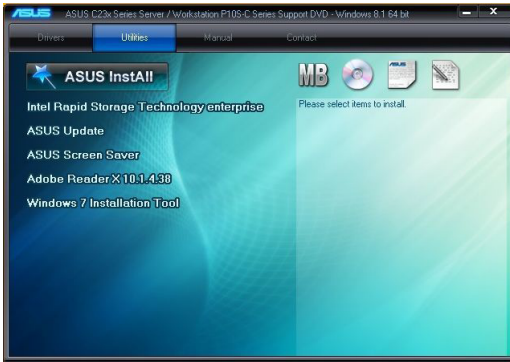 ASUS ASUS C23x Series Server / Workstation P10S-C Series Support DVD - Windows 8.1 64 bit
Drivers Utilities Manual Contact
ASUS InstAll
MB
Intel Rapid Storage Technology enterprise
Please select items to install.
ASUS Update
ASUS Screen Saver
Adobe Reader X 10.1.4.38
Windows 7 Installation Tool